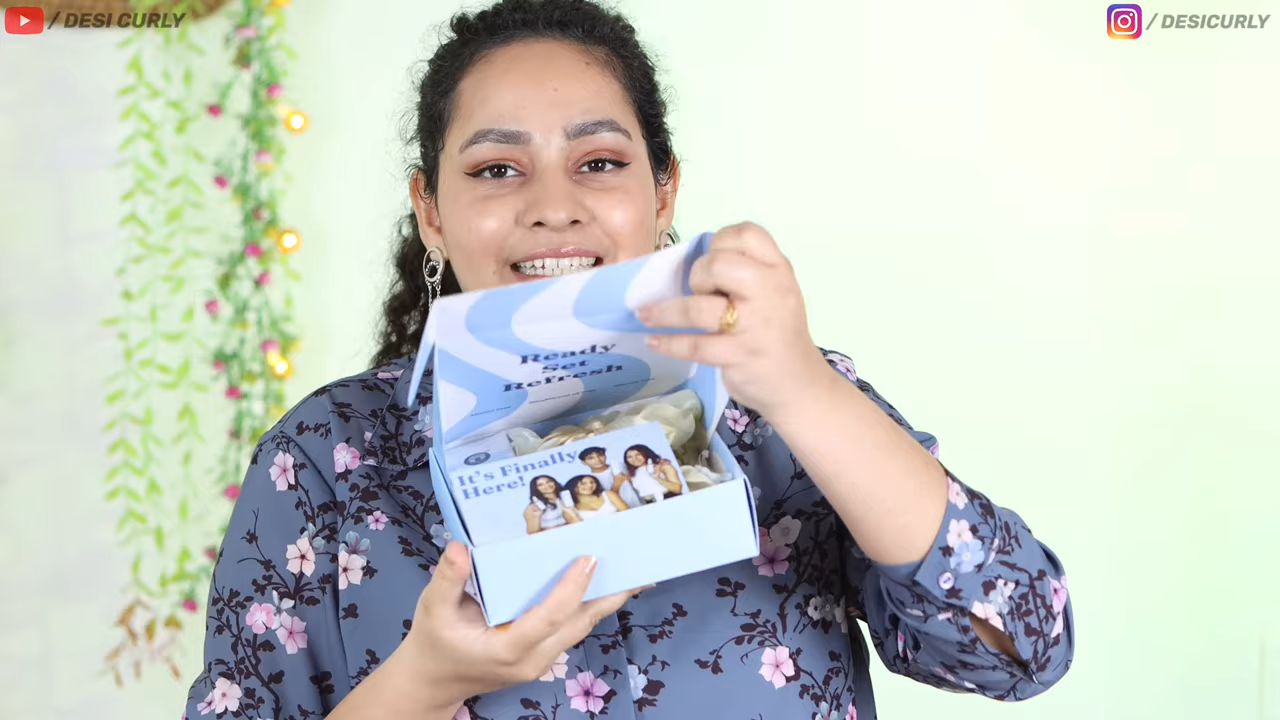 / DESI CURLY
/ DESICURLY
Ready
Set
Refresh
It's Finally
Here!